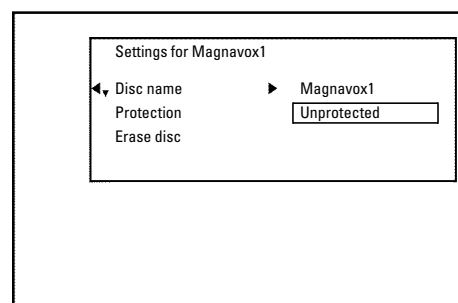 Settings for Magnavox1
Disc name Magnavox1
Protection Unprotected
Erase disc